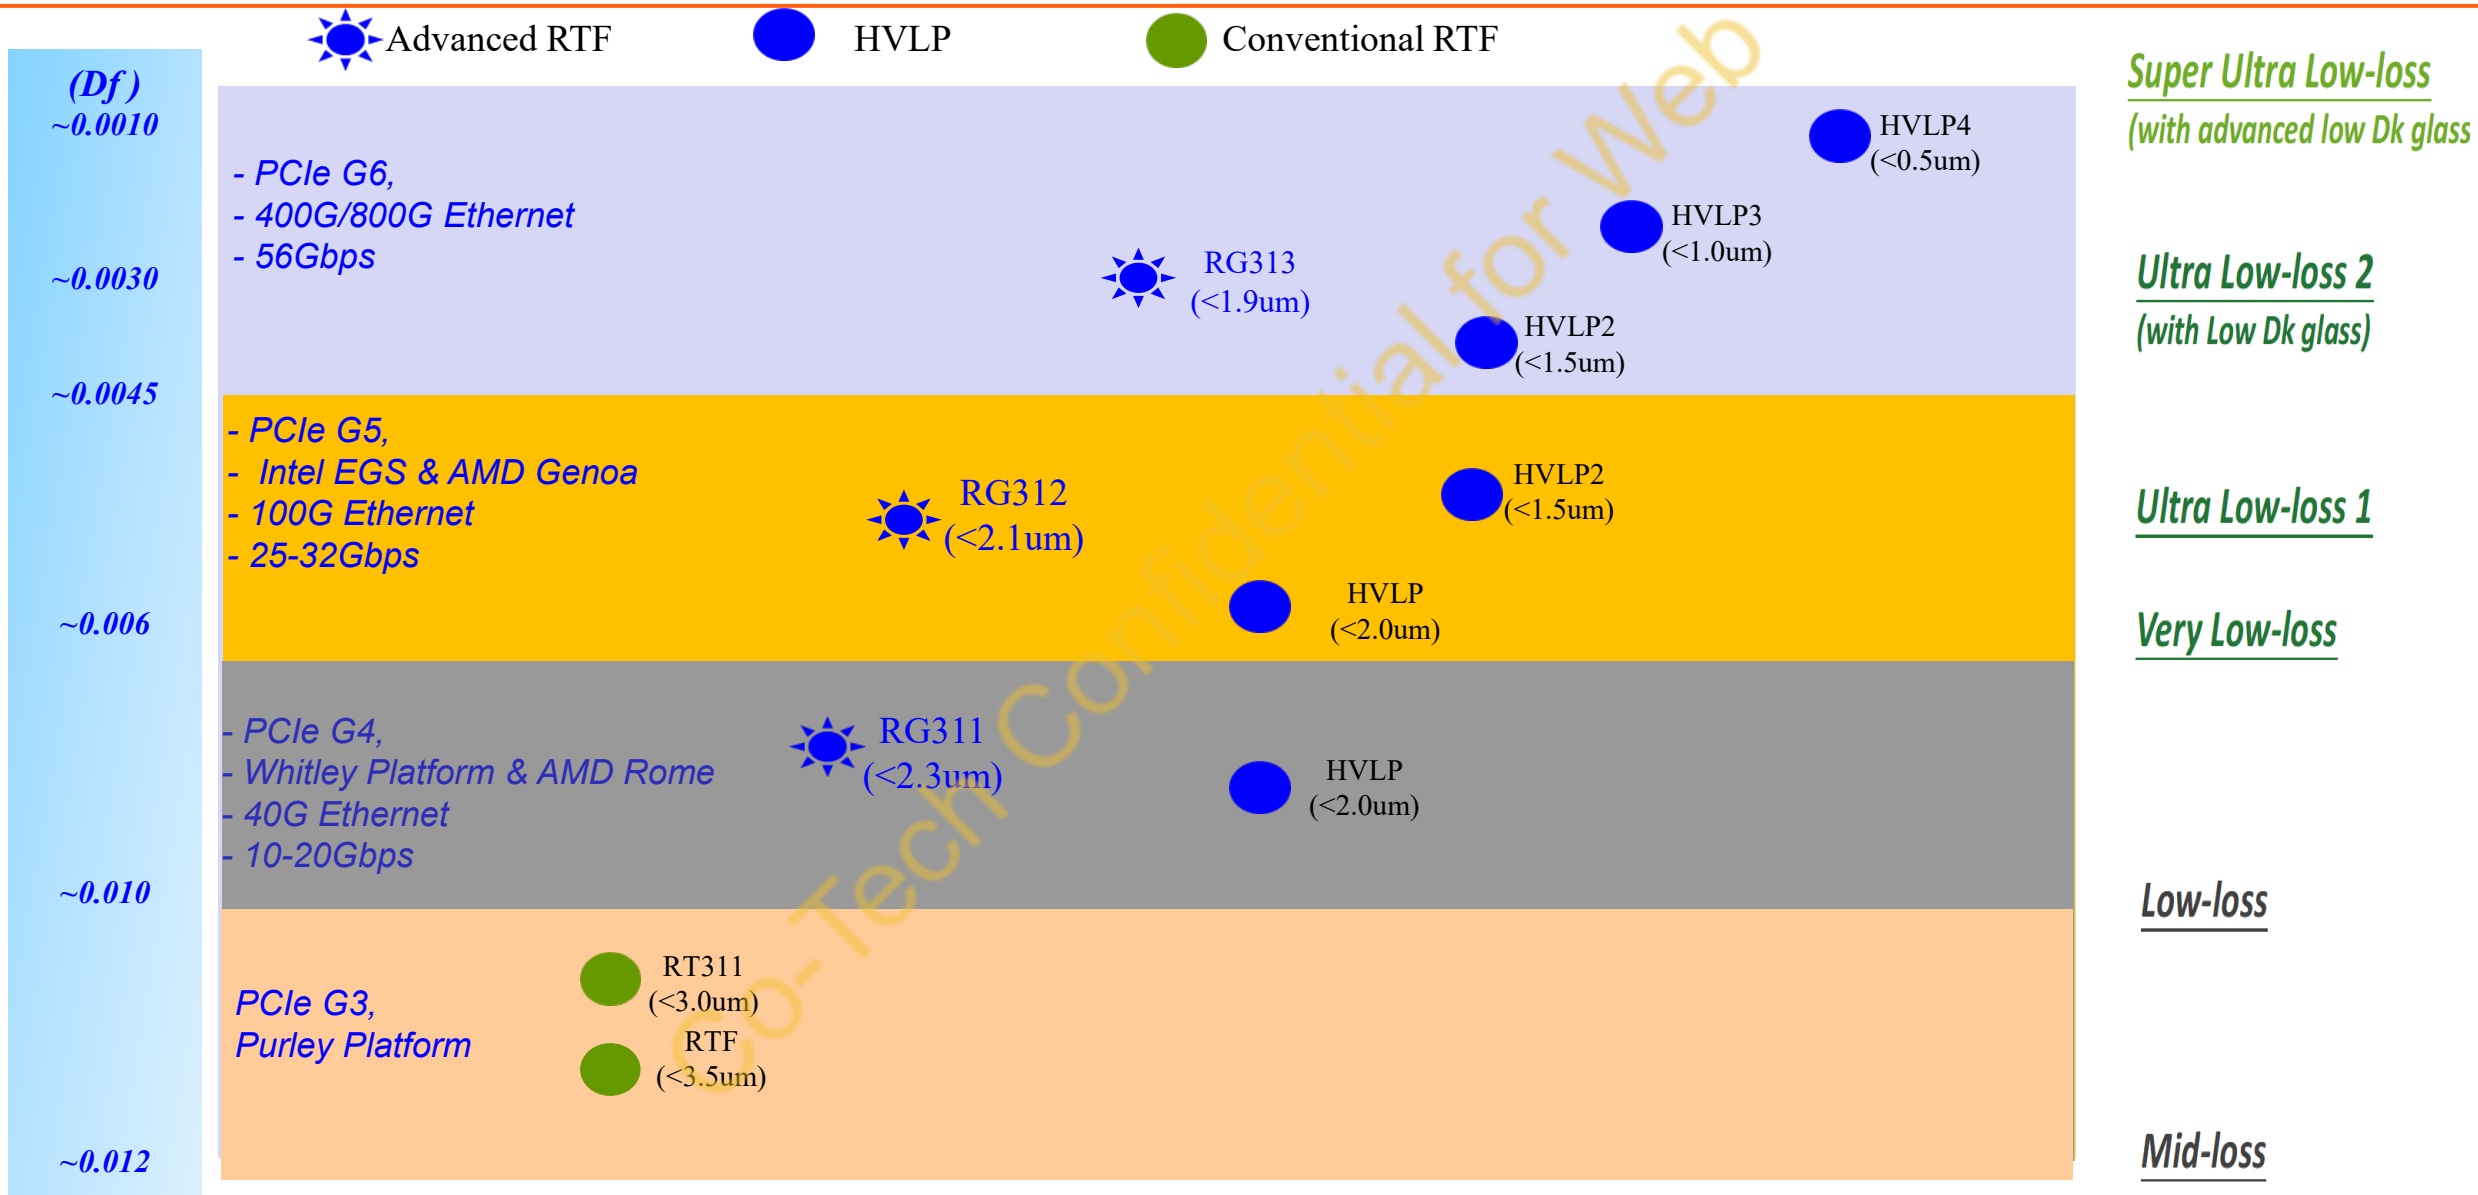 Advanced RTF
HVLP
Conventional RTF
(Df)
~0.0010
~0.0030
~0.0045
~0.006
~0.010
~0.012
- PCIe G6,
- 400G/800G Ethernet
- 56Gbps
HVLP4
(<0.5um)
HVLP3
(<1.0um)
RG313
(<1.9um)
HVLP2
(<1.5um)
- PCIe G5,
- Intel EGS & AMD Genoa
- 100G Ethernet
- 25-32Gbps
RG312
(<2.1um)
HVLP2
(<1.5um)
HVLP
(<2.0um)
- PCIe G4,
- Whitley Platform & AMD Rome
- 40G Ethernet
- 10-20Gbps
RG311
(<2.3um)
HVLP
(<2.0um)
PCIe G3,
Purley Platform
RT311
(<3.0um)
RTF
(<3.5um)
Super Ultra Low-loss
(with advanced low Dk glass
Ultra Low-loss 2
(with Low Dk glass)
Ultra Low-loss 1
Very Low-loss
Low-loss
Mid-loss
Co-Tech Confidential for Web